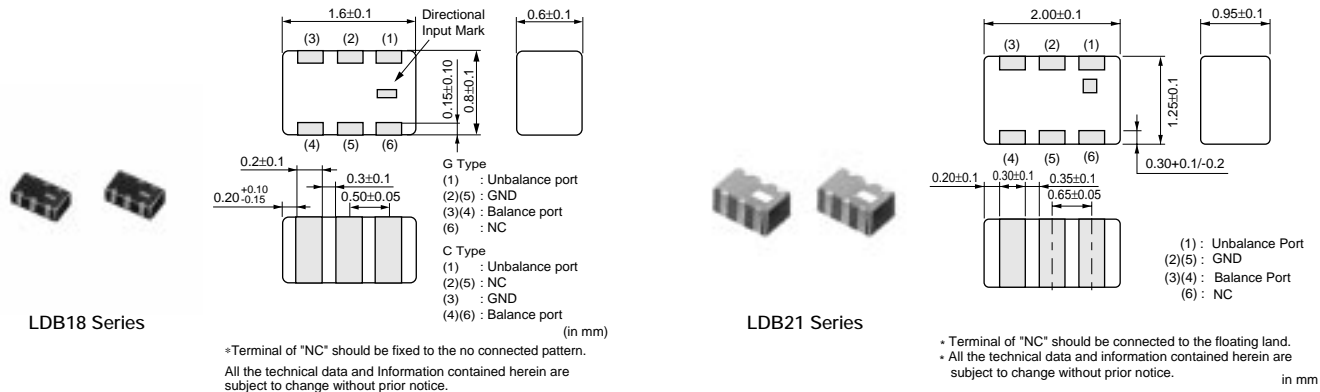 1.6±0.1
Directional
Input Mark
0.6±0.1
(3) (2) (1)
0.15±0.10
0.8±0.1
(4) (5) (6)
0.2±0.1
0.3±0.1
0.20 +0.10 -0.15
0.50±0.05
G Type
(1) : Unbalance port
(2)(5) : GND
(3)(4) : Balance port
(6) : NC
C Type
(1) : Unbalance port
(2)(5) : NC
(3) : GND
(4)(6) : Balance port
(in mm)
LDB18 Series
*Terminal of "NC" should be fixed to the no connected pattern.
All the technical data and Information contained herein are
subject to change without prior notice.
2.00±0.1
0.95±0.1
(3) (2) (1)
1.25±0.1
(4) (5) (6)
0.30+0.1/-0.2
0.20±0.1
0.30±0.1
0.35±0.1
0.65±0.05
(1) : Unbalance Port
(2)(5) : GND
(3)(4) : Balance Port
(6) : NC
LDB21 Series
* Terminal of "NC" should be connected to the floating land.
* All the technical data and information contained herein are
subject to change without prior notice.
in mm